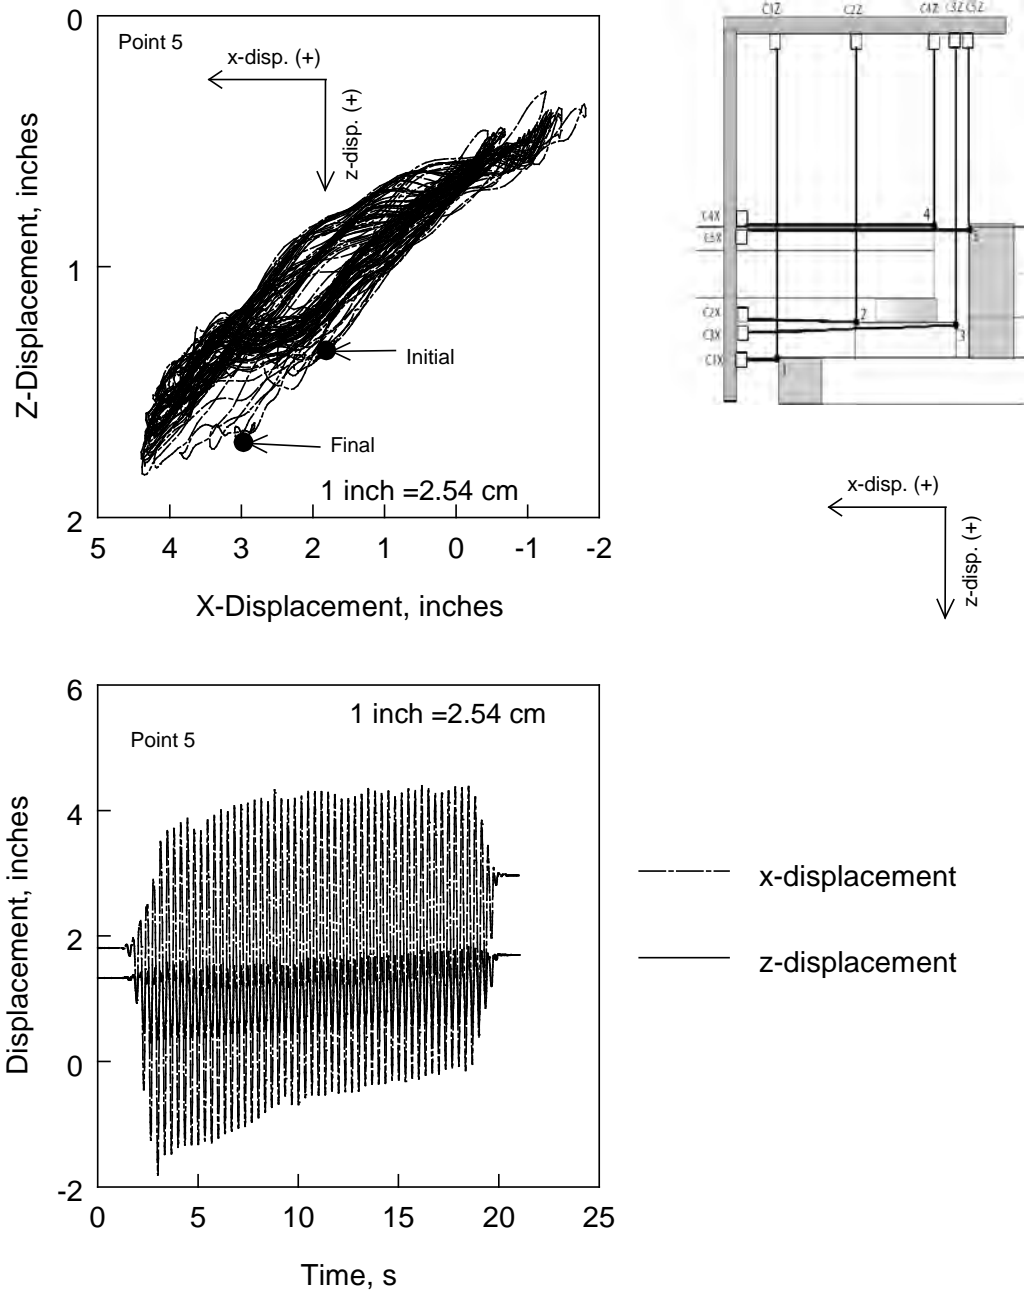 0
Point 5
x-disp. (+)
z-disp. (+)
Z-Displacement, inches
1
Initial
Final
1 inch =2.54 cm
2
5 4 3 2 1 0 -1 -2
X-Displacement, inches
C1Z C2Z C4Z C3Z C5Z
C4X
C5X
C2X
C3X
C1X
4
5
2
3
1
x-disp. (+)
z-disp. (+)
6
1 inch =2.54 cm
Point 5
4
Displacement, inches
2
0
-2
0 5 10 15 20 25
Time, s
x-displacement
z-displacement